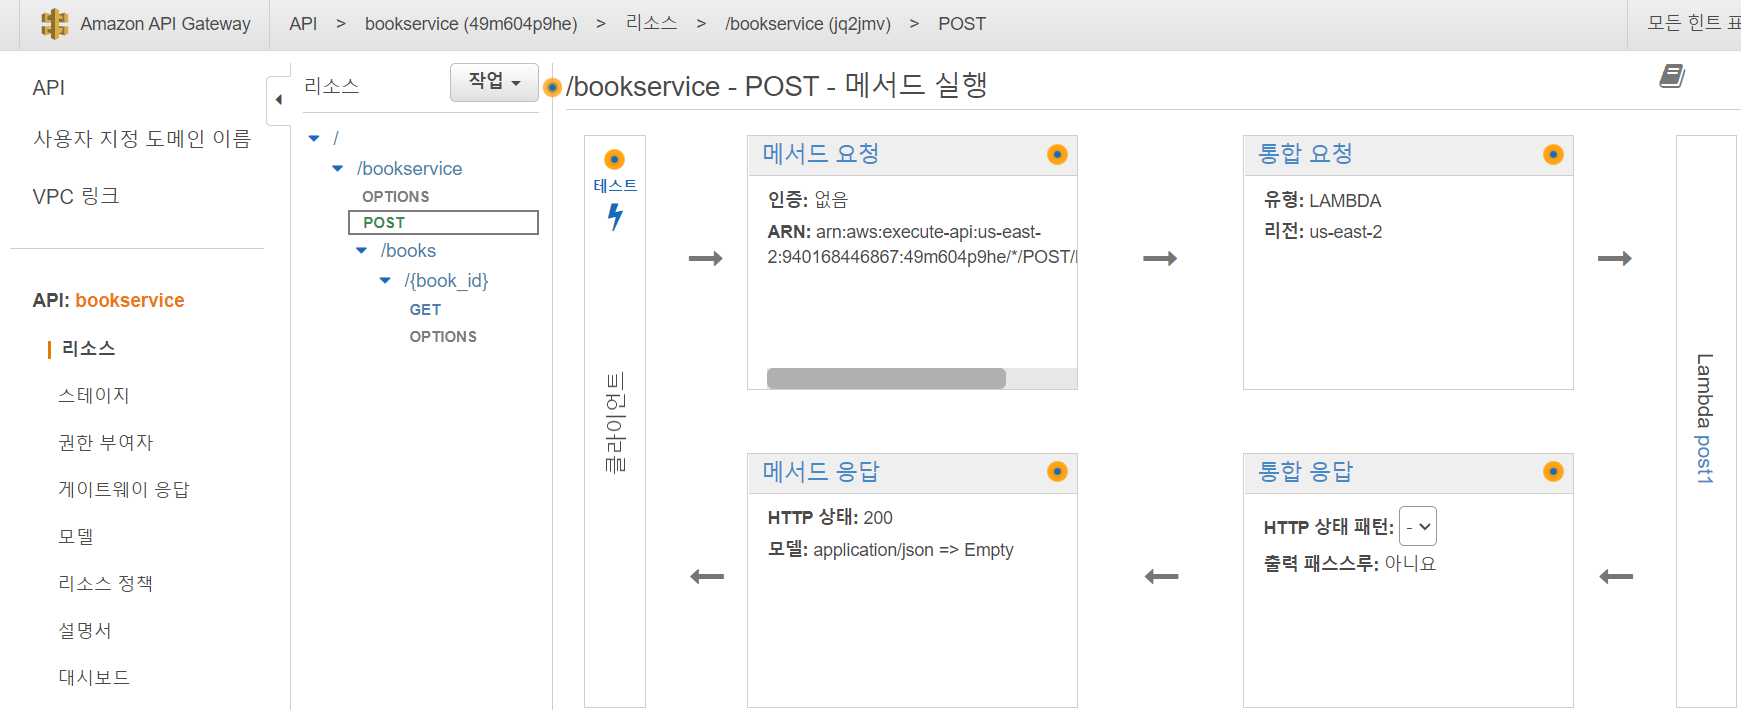 Amazon API Gateway
API > bookservice (49m604p9he) > 리소스 > /bookservice (jq2jmv) > POST
모든 힌트 표
API
사용자 지정 도메인 이름
VPC 링크
API: bookservice
리소스
스테이지
권한 부여자
게이트웨이 응답
모델
리소스 정책
설명서
대시보드
리소스
작업
/
/bookservice
OPTIONS
POST
/books
/{book_id}
GET
OPTIONS
/bookservice - POST - 메서드 실행
테스트
클라이언트
메서드 요청
인증: 없음
ARN: arn:aws:execute-api:us-east-
2:940168446867:49m604p9he/*/POST/
통합 요청
유형: LAMBDA
리전: us-east-2
Lambda post1
메서드 응답
HTTP 상태: 200
모델: application/json => Empty
통합 응답
HTTP 상태 패턴: -
출력 패스스루: 아니요